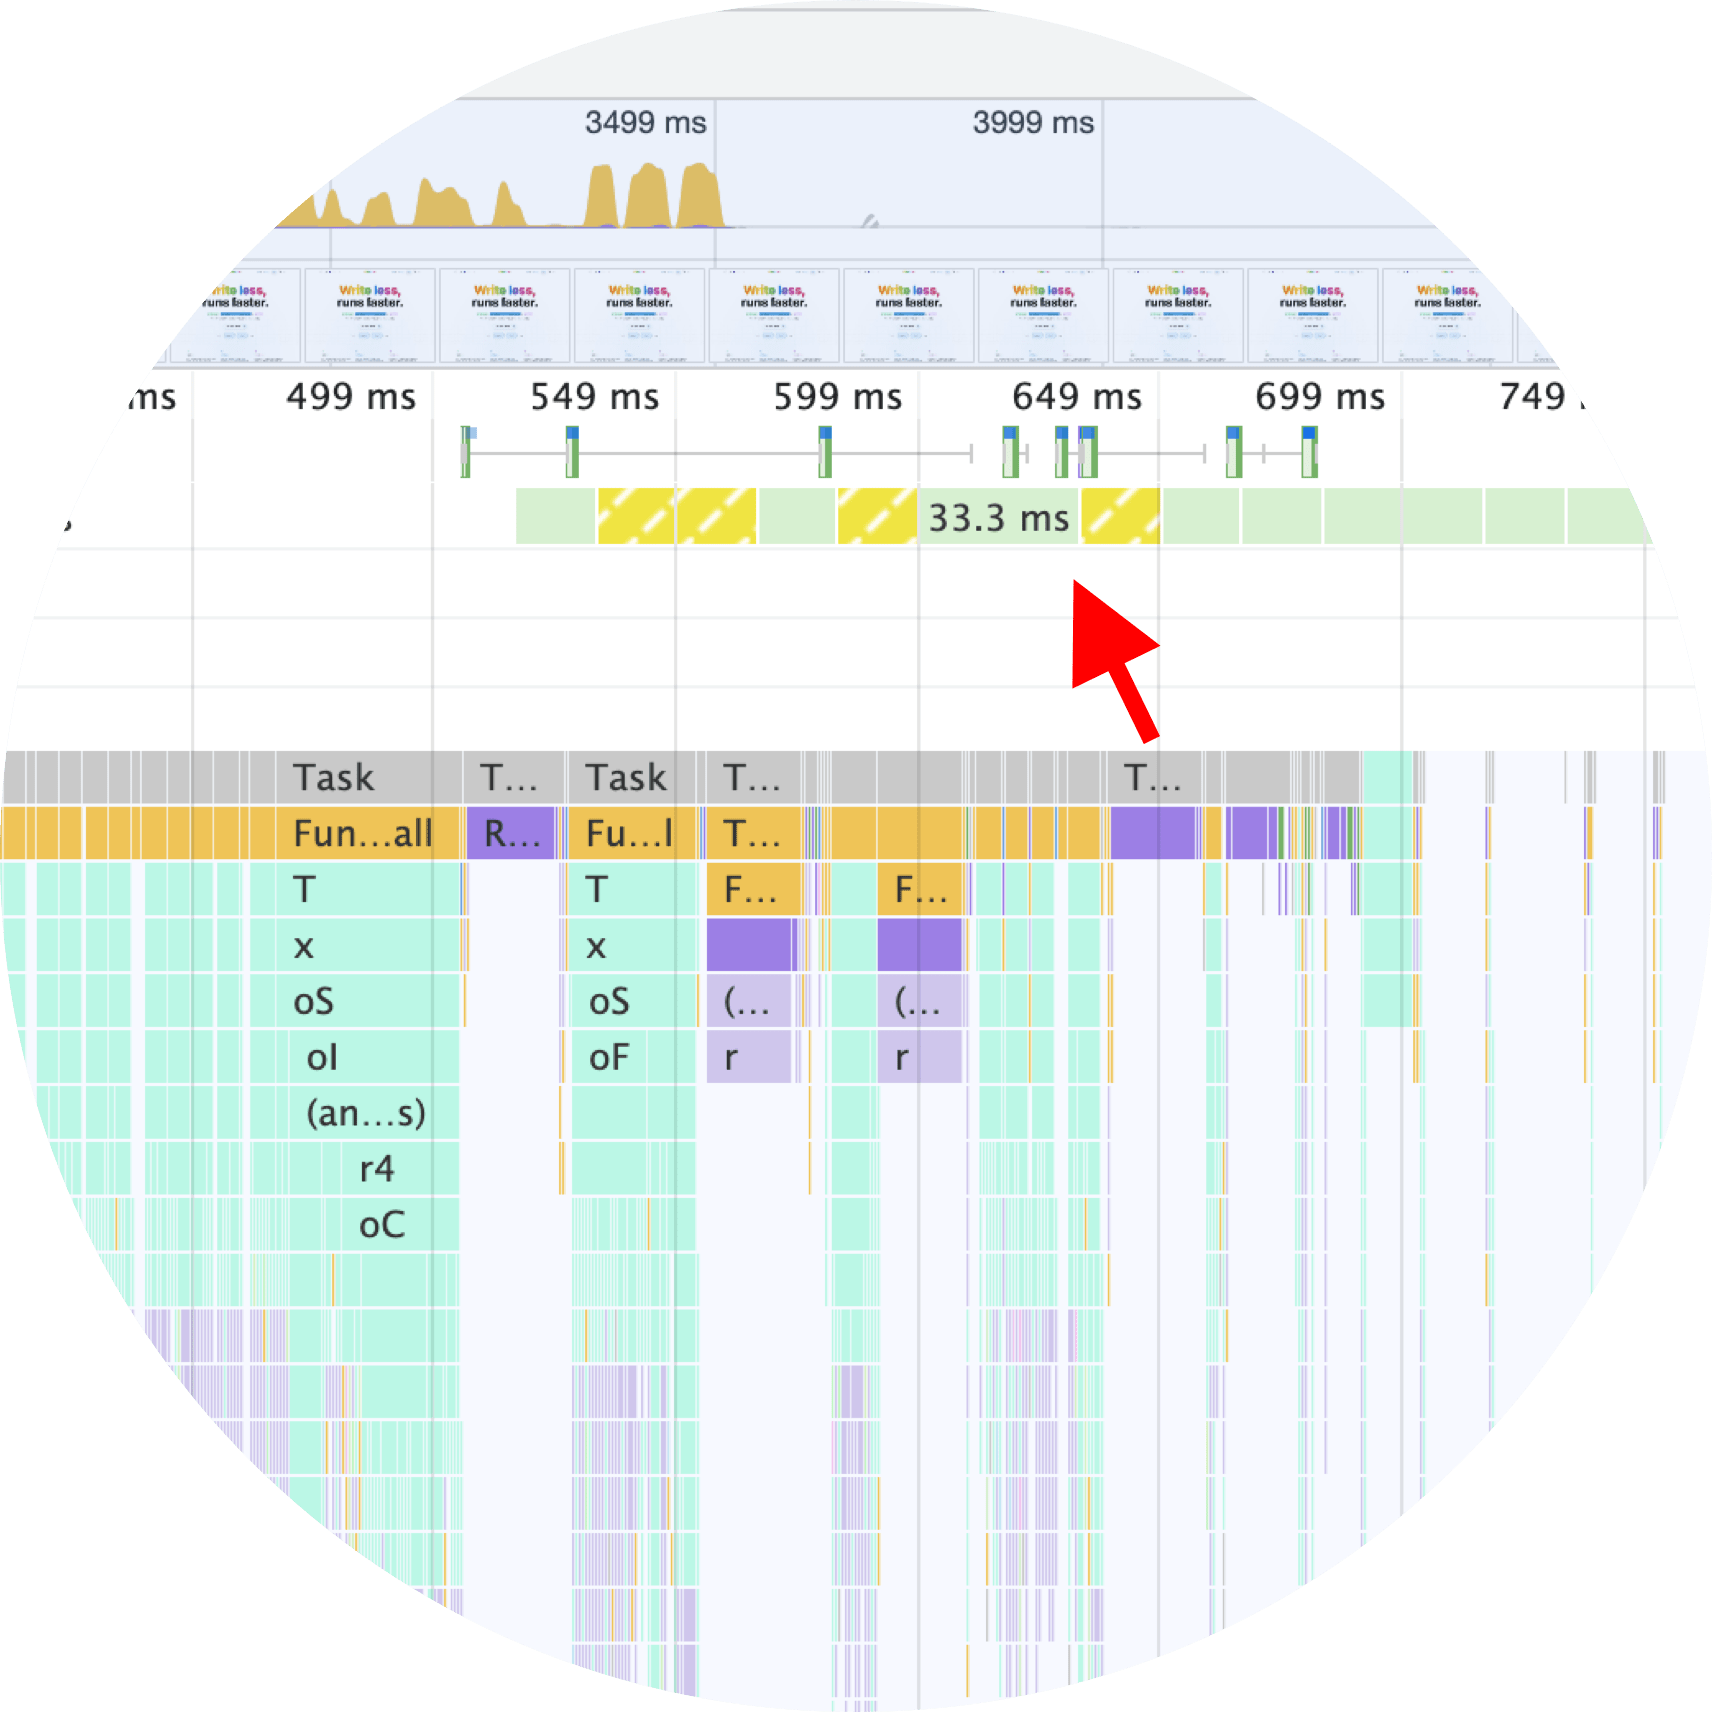 3499 ms 3999 ms
Write less,
runs faster.
Write less,
runs faster.
Write less,
runs faster.
Write less,
runs faster.
Write less,
runs faster.
Write less,
runs faster.
Write less,
runs faster.
Write less,
runs faster.
Write less,
runs faster.
Write less,
runs faster.
ms 499 ms 549 ms 599 ms 649 ms 699 ms 749
33.3 ms
Task T... Task T... T...
Fun...all R... Fu...l T...
T T F... F...
x x
oS oS (... (...
oI oF r r
(an...s)
r4
oC